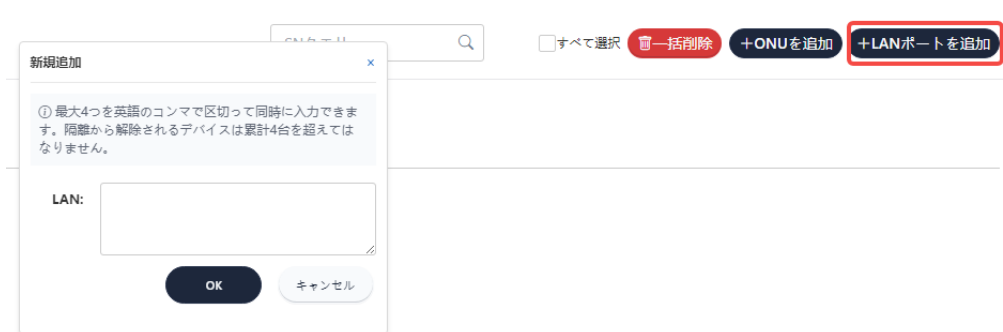 すべて選択 一括削除 +ONUを追加 +LANポートを追加
新規追加 ×
ⓘ 最大4つを英語のコンマで区切って同時に入力できま
す。隔離から解除されるデバイスは累計4台を超えては
なりません。
LAN:
OK キャンセル